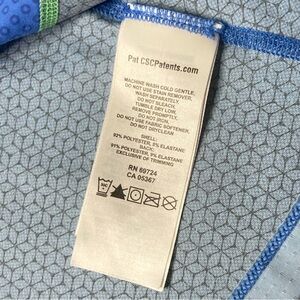 Pat CSCPatents.com
MACHINE WASH COLD GENTLE.
DO NOT USE STAIN REMOVER.
WASH SEPARATELY.
DO NOT BLEACH.
TUMBLE DRY LOW.
REMOVE PROMPTLY.
DO NOT IRON.
DO NOT USE FABRIC SOFTENER.
DO NOT DRYCLEAN
SHELL:
92% POLYESTER, 8% ELASTANE
BACK:
91% POLYESTER, 9% ELASTANE
EXCLUSIVE OF TRIMMING
RN 69724
CA 05367